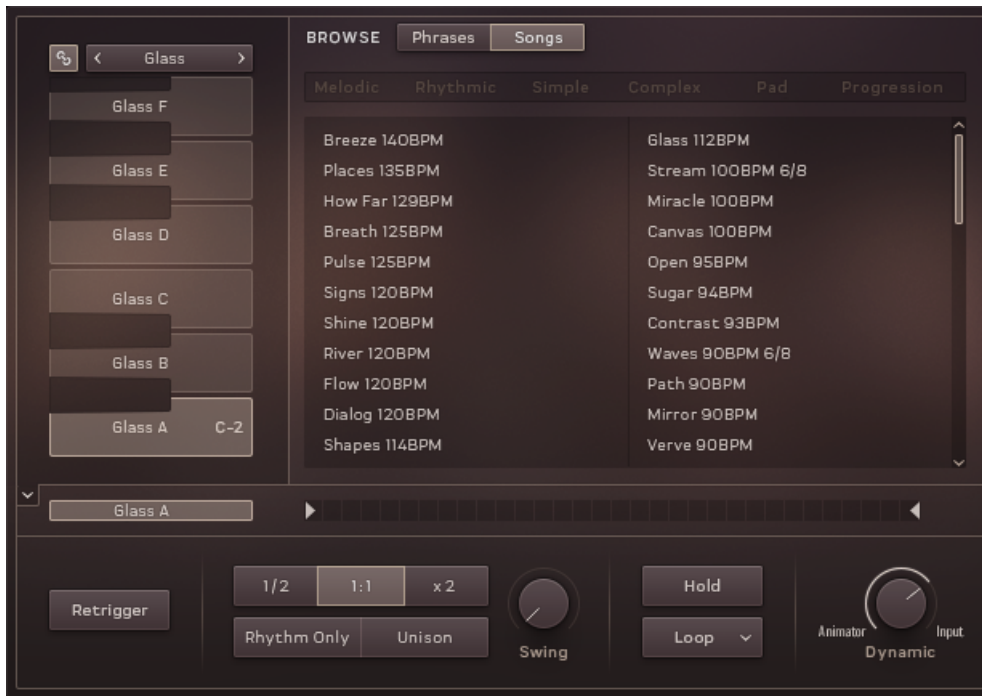 BROWSE Phrases Songs
Glass
Melodic Rhythmic Simple Complex Pad Progression
Glass F
Glass E
Glass D
Glass C
Glass B
Glass A C-2
Breeze 140BPM
Places 135BPM
How Far 129BPM
Breath 125BPM
Pulse 125BPM
Signs 120BPM
Shine 120BPM
River 120BPM
Flow 120BPM
Dialog 120BPM
Shapes 114BPM
Glass 112BPM
Stream 100BPM 6/8
Miracle 100BPM
Canvas 100BPM
Open 95BPM
Sugar 94BPM
Contrast 93BPM
Waves 90BPM 6/8
Path 90BPM
Mirror 90BPM
Verve 90BPM
Glass A
Retrigger
1/2 1:1 x 2
Rhythm Only Unison
Swing
Hold
Loop
Animator Input
Dynamic